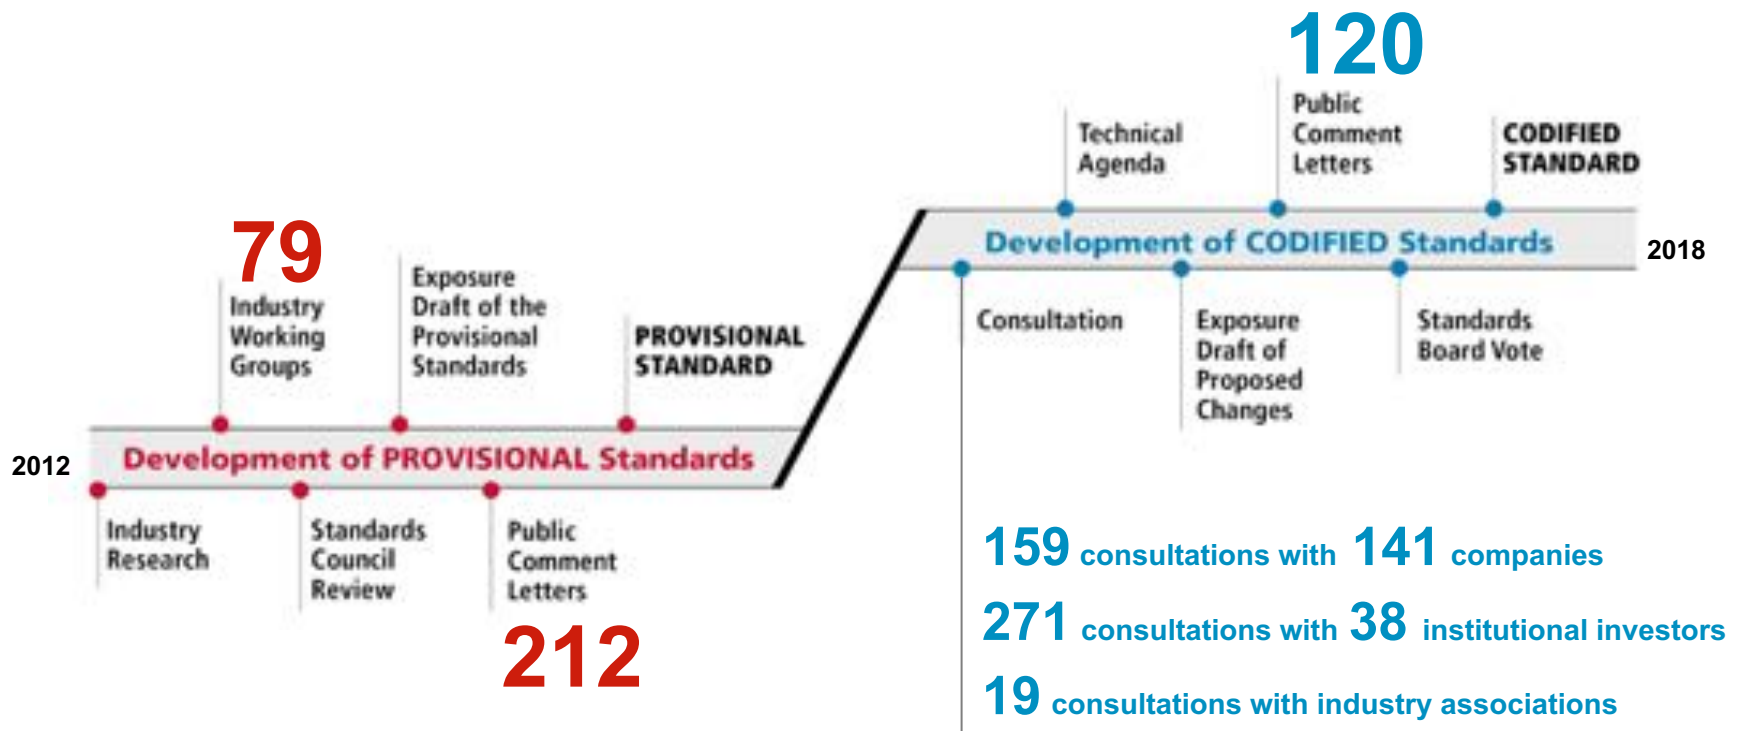 120
Public
Comment
Letters
Technical
Agenda
CODIFIED
STANDARD
79
Industry
Working
Groups
Exposure
Draft of the
Provisional
Standards
PROVISIONAL
STANDARD
Development of CODIFIED Standards
2018
Consultation
Exposure
Draft of
Proposed
Changes
Standards
Board Vote
2012
Development of PROVISIONAL Standards
Industry
Research
Standards
Council
Review
Public
Comment
Letters
212
159 consultations with 141 companies
271 consultations with 38 institutional investors
19 consultations with industry associations